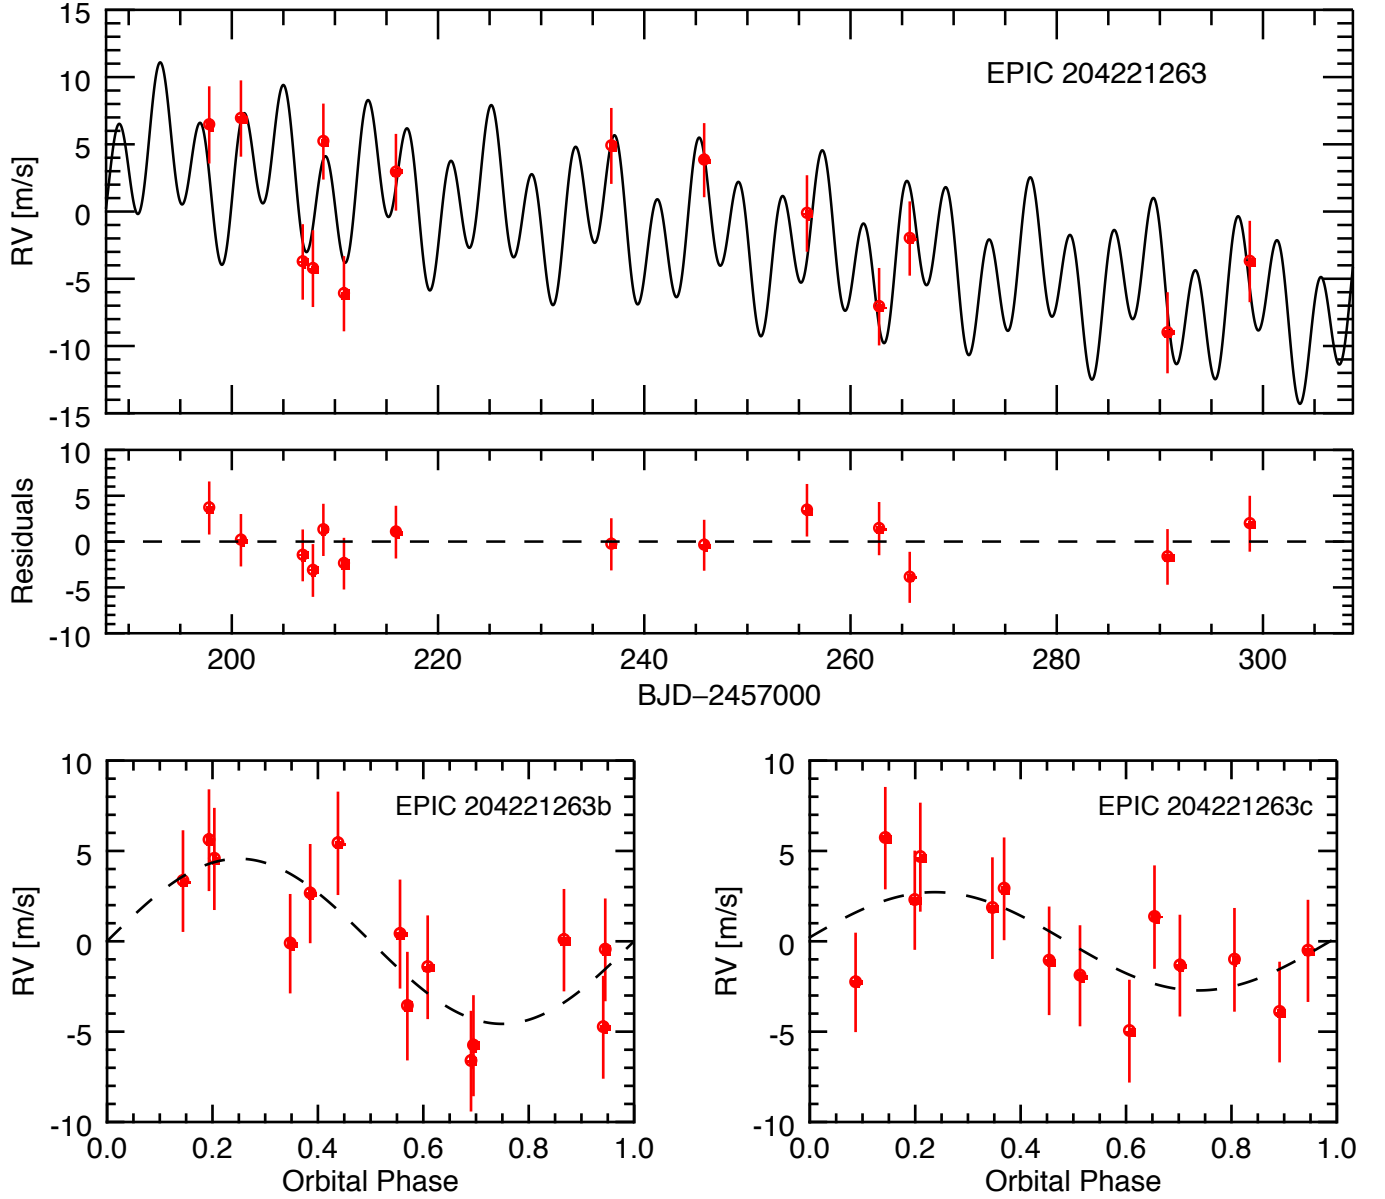 15
10
5
0
-5
-10
-15
RV [m/s]
EPIC 204221263
10
5
0
-5
-10
Residuals
200 220 240 260 280 300
BJD–2457000
10
5
0
-5
-10
RV [m/s]
EPIC 204221263b
0.0 0.2 0.4 0.6 0.8 1.0
Orbital Phase
10
5
0
-5
-10
RV [m/s]
EPIC 204221263c
0.0 0.2 0.4 0.6 0.8 1.0
Orbital Phase